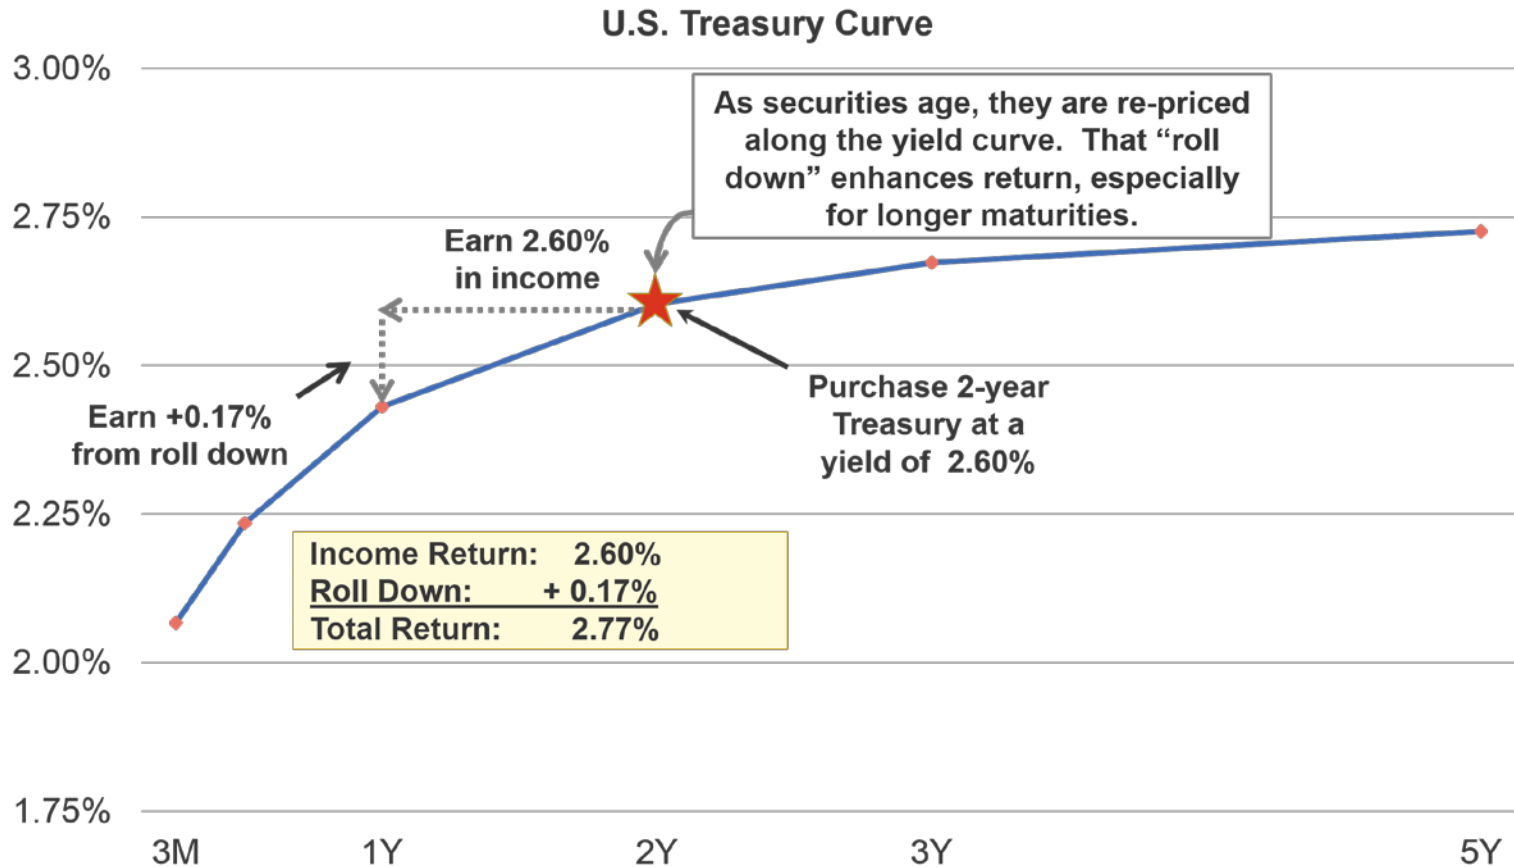 U.S. Treasury Curve
3.00%
As securities age, they are re-priced
along the yield curve.  That “roll
down” enhances return, especially
for longer maturities.
2.75%
Earn 2.60%
in income
2.50%
Purchase 2-year
Treasury at a
yield of  2.60%
Earn +0.17%
from roll down
2.25%
Income Return: 2.60%
Roll Down: + 0.17%
Total Return: 2.77%
2.00%
1.75%
3M 1Y 2Y 3Y 5Y